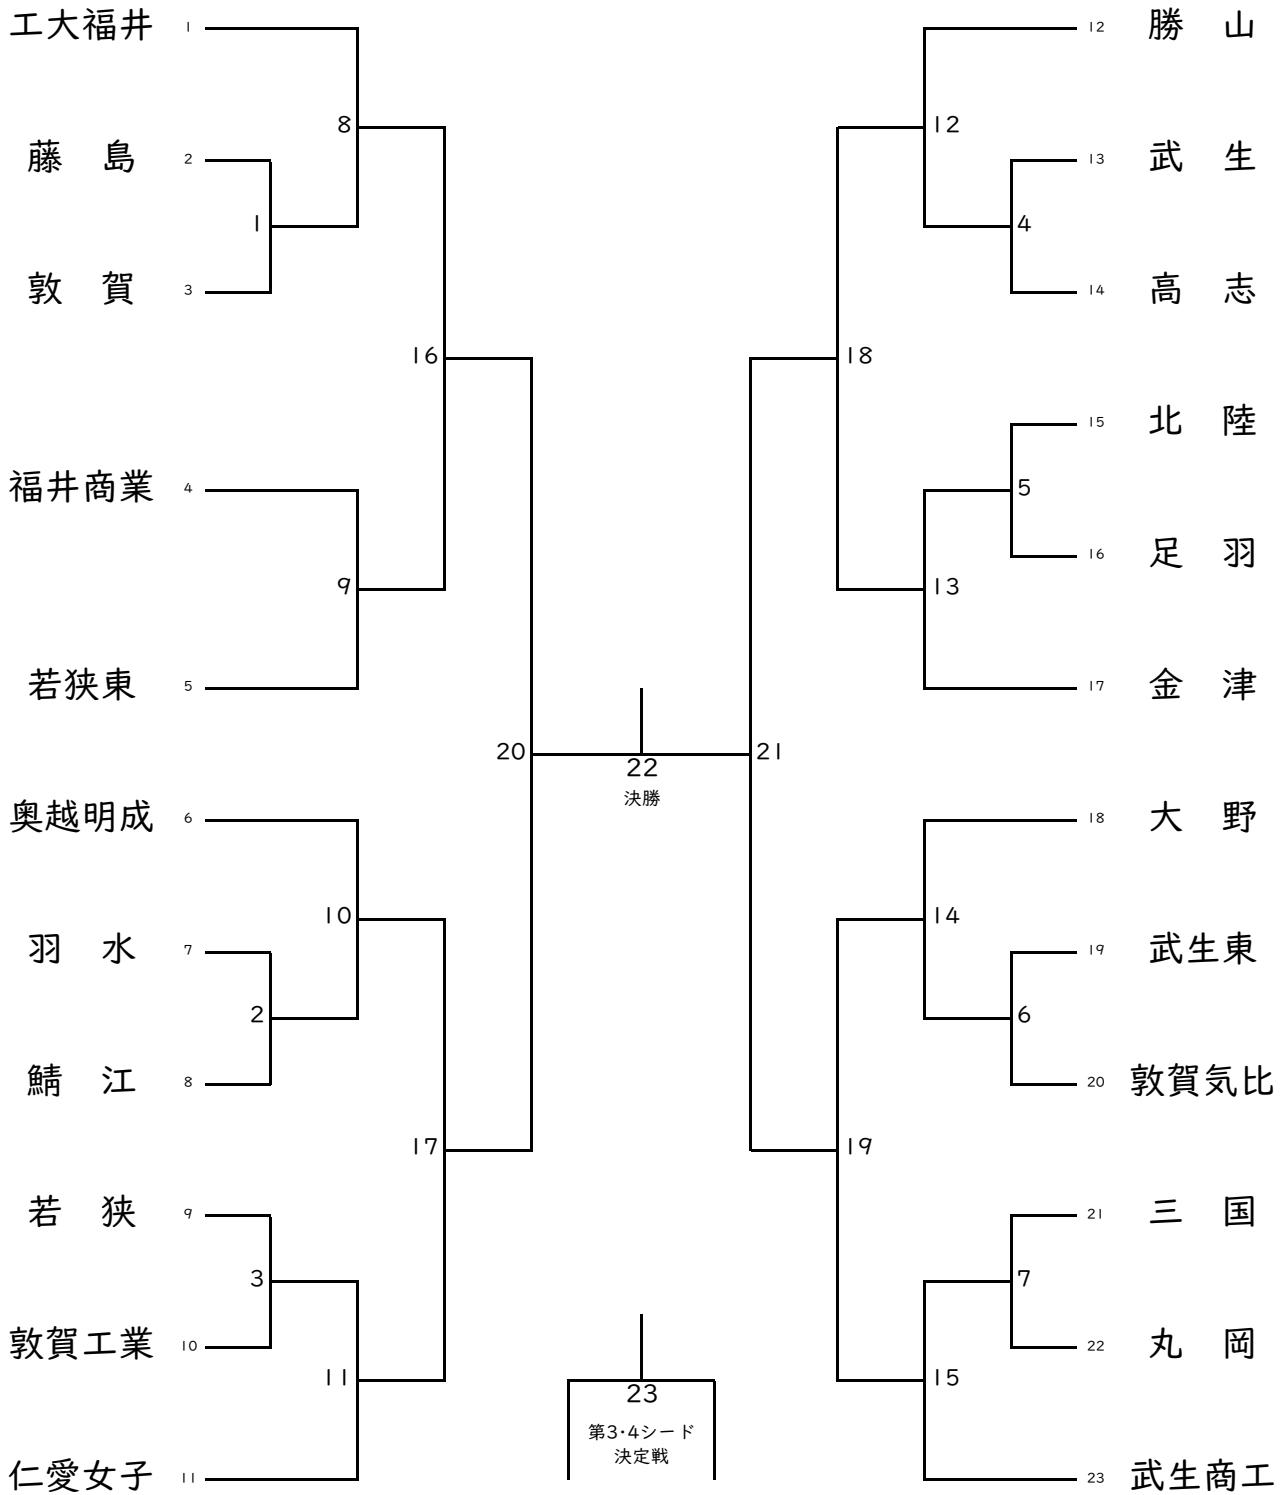 工大福井 1
8
藤 島 2
1
敦 賀 3
16
福井商業 4
9
若狭東 5
20
奥越明成 6
10
羽 水 7
2
鯖 江 8
17
若 狭 9
3
敦賀工業 10
11
仁愛女子 11
22
決勝
23
第3・4シード
決定戦
12 勝 山
12
13 武 生
4
14 高 志
18
15 北 陸
5
16 足 羽
13
17 金 津
21
18 大 野
14
19 武生東
6
20 敦賀気比
19
21 三 国
7
22 丸 岡
15
23 武生商工